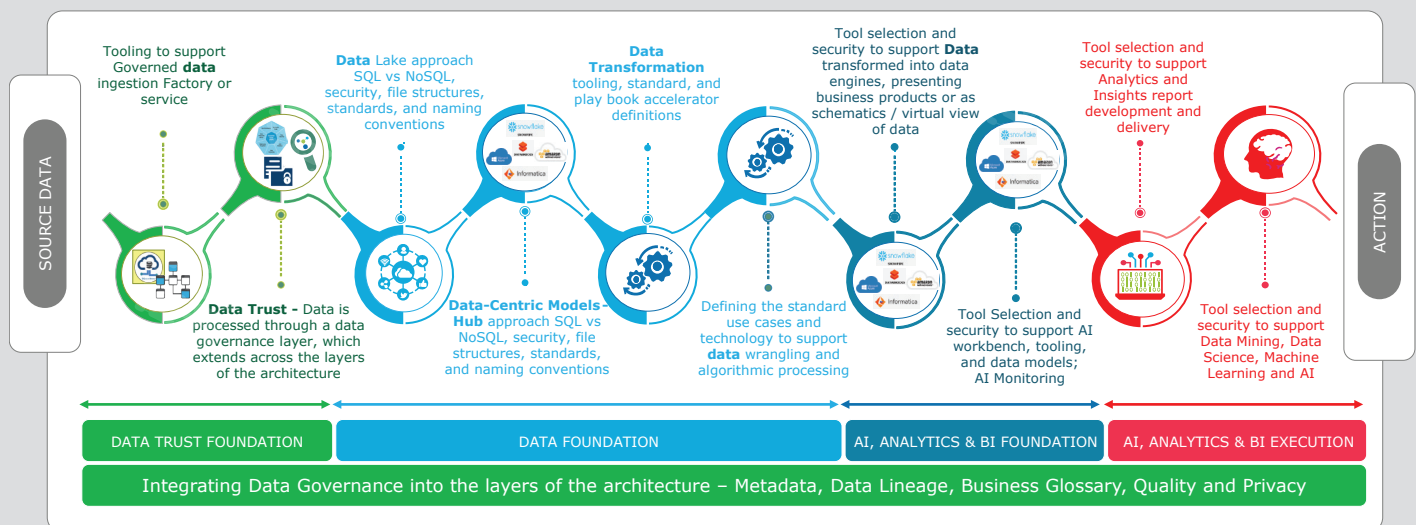 SOURCE DATA
Tooling to support
Governed data
ingestion Factory or
service
Data Trust - Data is
processed through a data
governance layer, which
extends across the layers
of the architecture
Data Lake approach
SQL vs NoSQL,
security, file structures,
standards, and naming
conventions
Data-Centric Models-
Hub approach SQL vs
NoSQL, security, file
structures, standards,
and naming conventions
Data
Transformation
tooling, standard, and
play book accelerator
definitions
Defining the standard
use cases and
technology to support
data wrangling and
algorithmic processing
Tool selection and
security to support Data
transformed into data
engines, presenting
business products or as
schematics / virtual view
of data
Tool Selection and
security to support AI
workbench, tooling,
and data models;
AI Monitoring
Tool selection and
security to support
Analytics and
Insights report
development and
delivery
Tool selection and
security to support
Data Mining, Data
Science, Machine
Learning and AI
ACTION
snowflake
Informatica
snowflake
Informatica
snowflake
Informatica
DATA TRUST FOUNDATION
DATA FOUNDATION
AI, ANALYTICS & BI FOUNDATION
AI, ANALYTICS & BI EXECUTION
Integrating Data Governance into the layers of the architecture – Metadata, Data Lineage, Business Glossary, Quality and Privacy